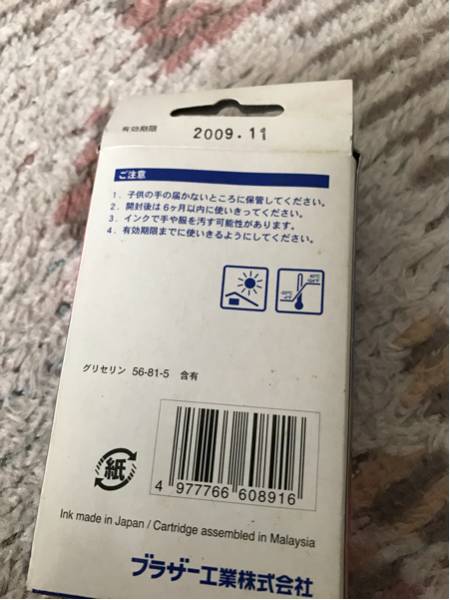 有効期限 2009.11
ご注意
1. 子供の手の届かないところに保管してください。
2. 開封後は6ヶ月以内に使いきってください。
3. インクで手や服を汚す可能性があります。
4. 有効期限までに使いきるようにしてください。
グリセリン 56-81-5 含有
紙
4 977766 608916
Ink made in Japan / Cartridge assembled in Malaysia
ブラザー工業株式会社